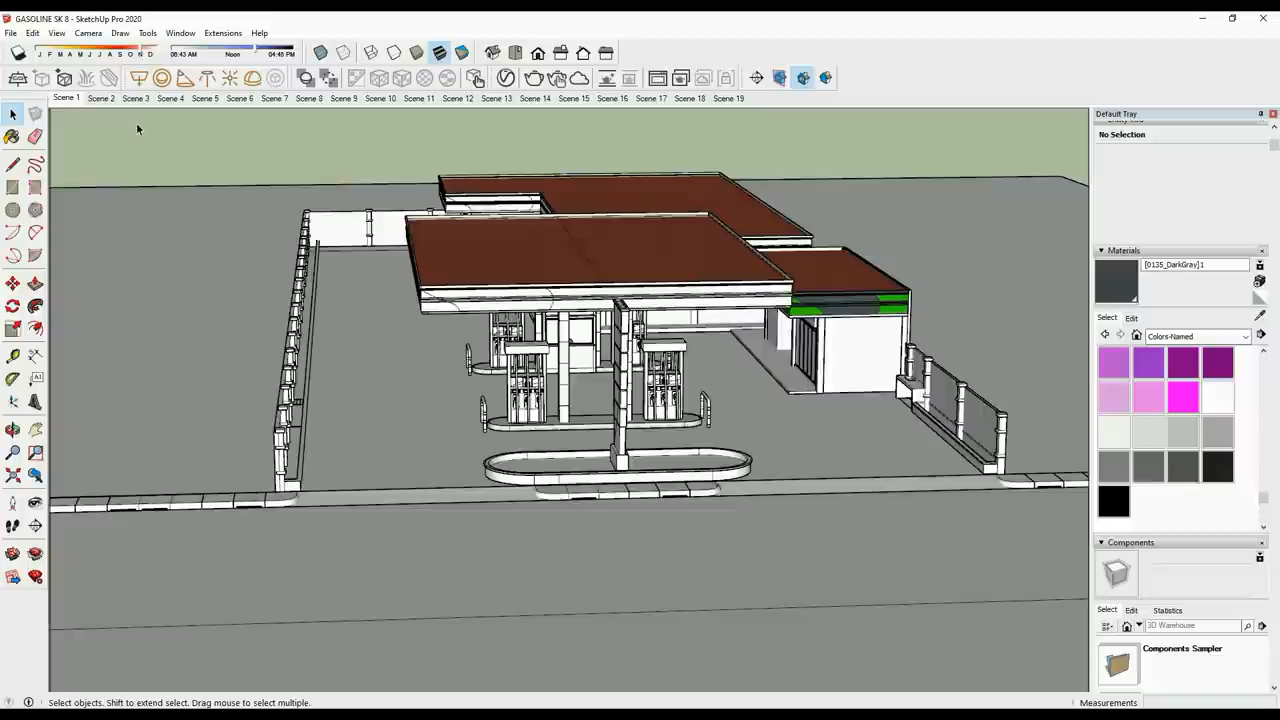 GASOLINE SK 8 - SketchUp Pro 2020
File Edit View Camera Draw Tools Window Extensions Help
J F M A M J J A S O N D 06:43 AM Noon 04:45 PM
Scene 1 Scene 2 Scene 3 Scene 4 Scene 5 Scene 6 Scene 7 Scene 8 Scene 9 Scene 10 Scene 11 Scene 12 Scene 13 Scene 14 Scene 15 Scene 16 Scene 17 Scene 18 Scene 19
Default Tray
No Selection
Materials
[0135_DarkGray]1
Select Edit
Colors-Named
Components
Select Edit Statistics
3D Warehouse
Components Sampler
Select objects. Shift to extend select. Drag mouse to select multiple.
Measurements